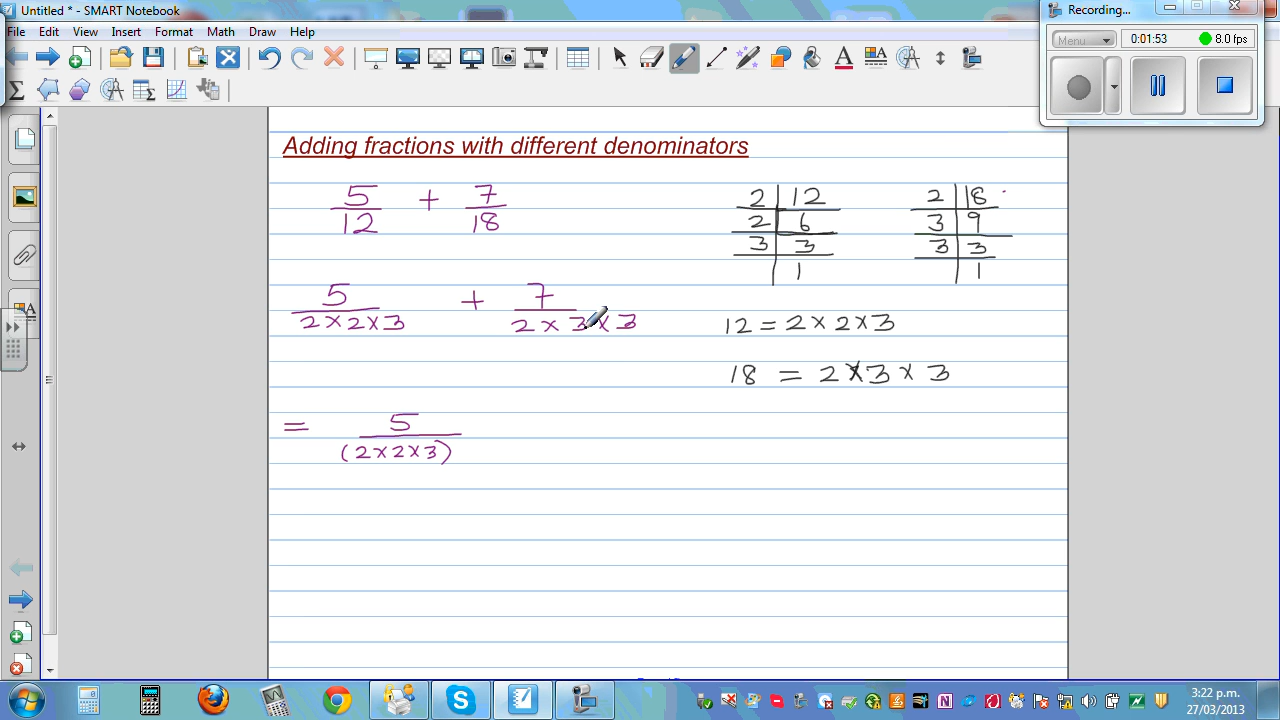 Untitled * - SMART Notebook
Recording...
File Edit View Insert Format Math Draw Help
Menu 0:01:53 8.0 fps
Adding fractions with different denominators
5/12 + 7/18
2 | 12
2 | 6
3 | 3
| 1
2 | 18
3 | 9
3 | 3
| 1
5/(2 × 2 × 3) + 7/(2 × 3 × 3)
12 = 2 × 2 × 3
18 = 2 × 3 × 3
= 5/(2 × 2 × 3)
3:22 p.m.
27/03/2013